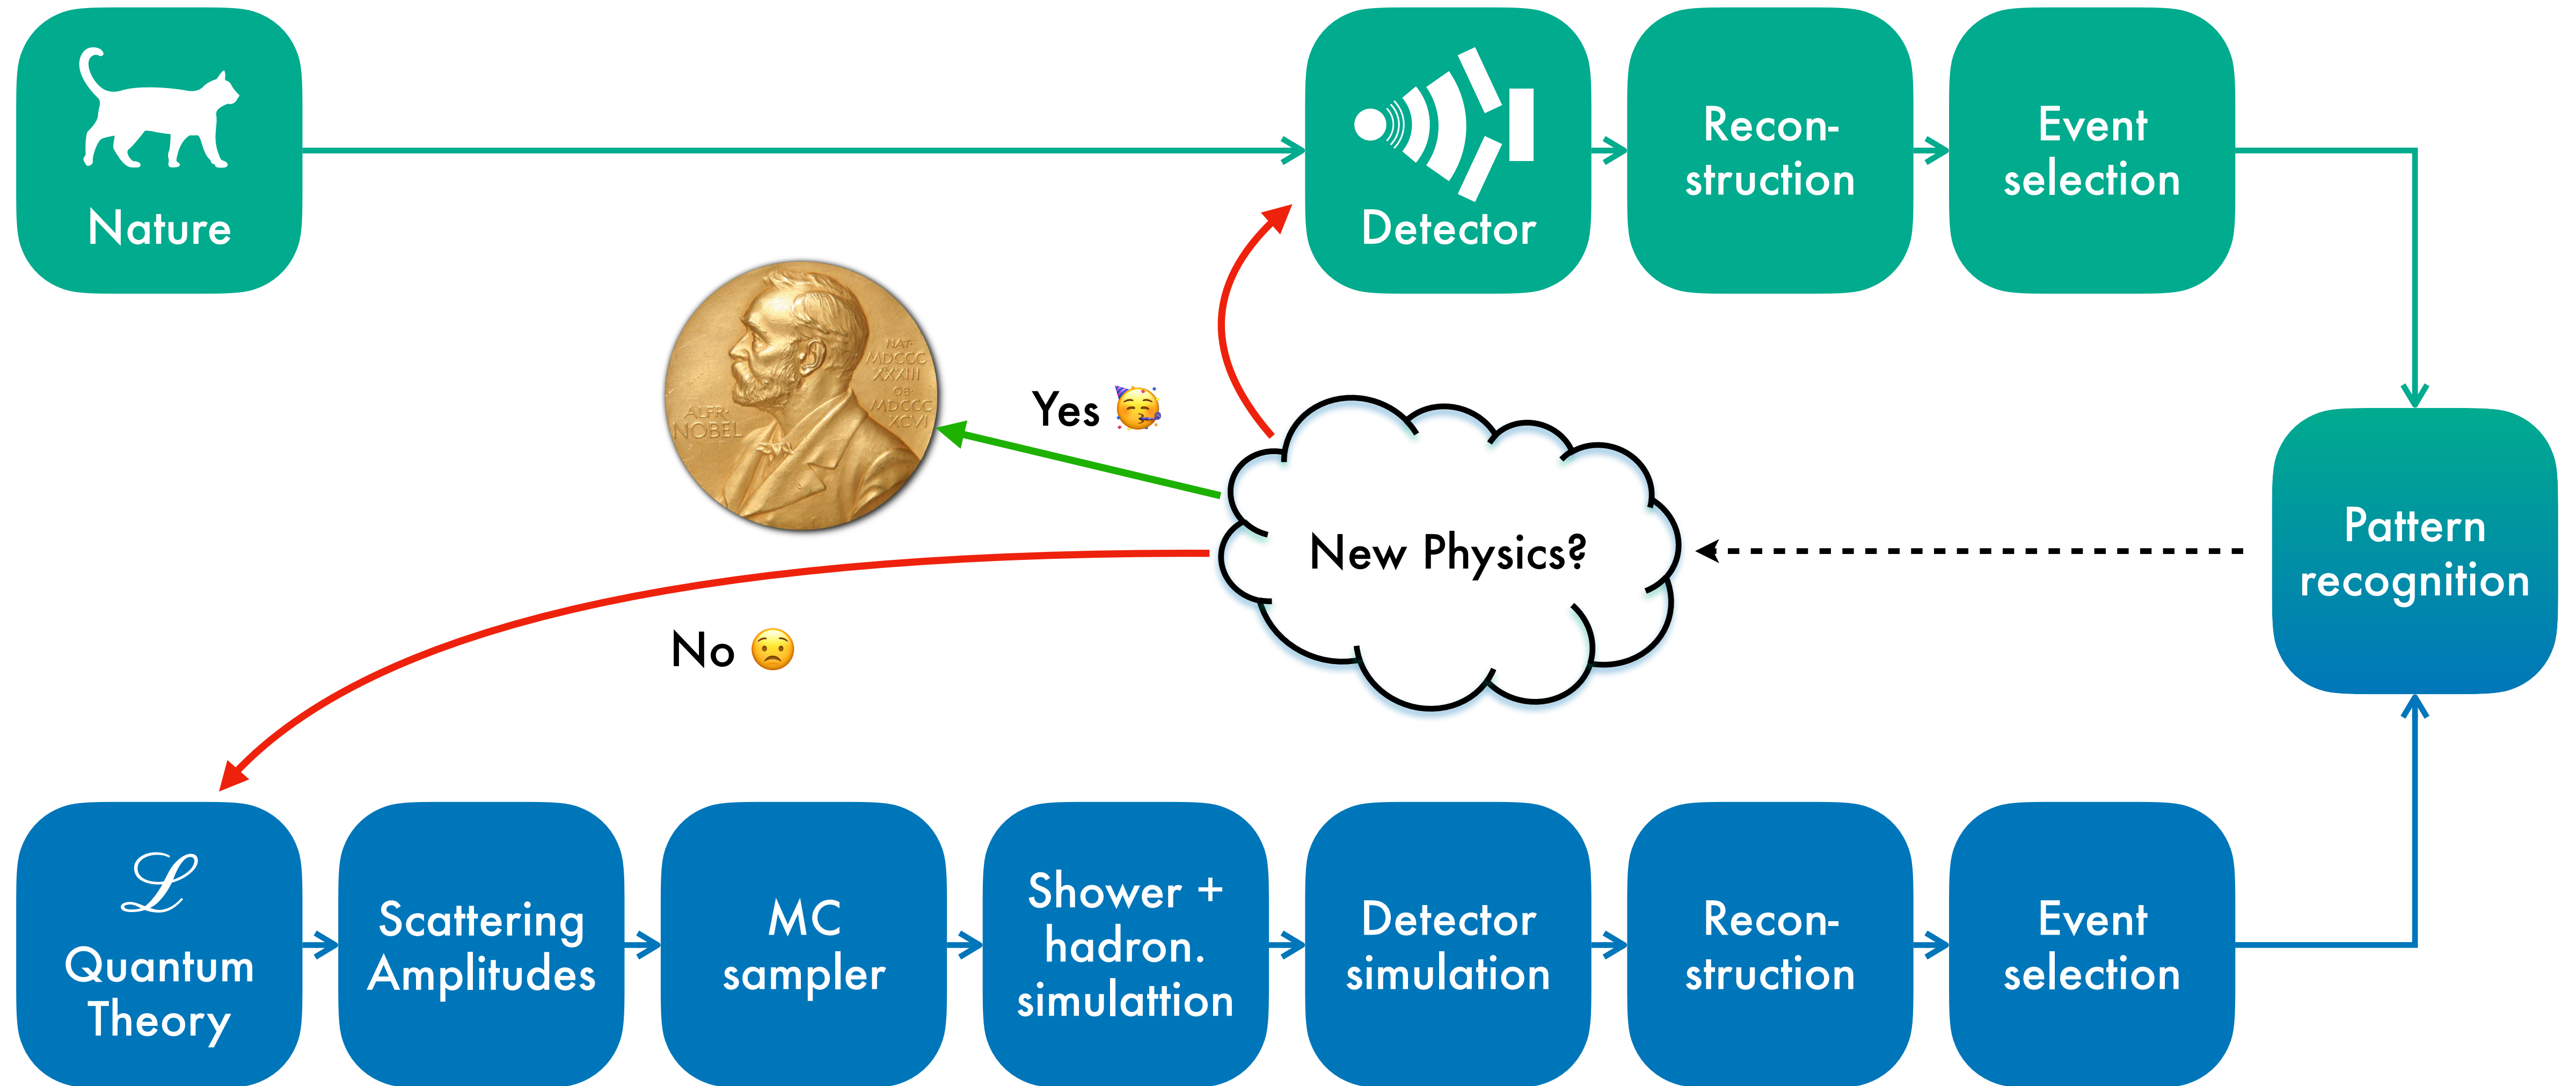 Nature
Detector
Recon-
struction
Event
selection
ALFR·
NOBEL
NAT·
MDCCC
XXXIII
OB·
MDCCC
XCVI
Yes 🥳
New Physics?
Pattern
recognition
No 😟
ℒ
Quantum
Theory
Scattering
Amplitudes
MC
sampler
Shower +
hadron.
simulattion
Detector
simulation
Recon-
struction
Event
selection